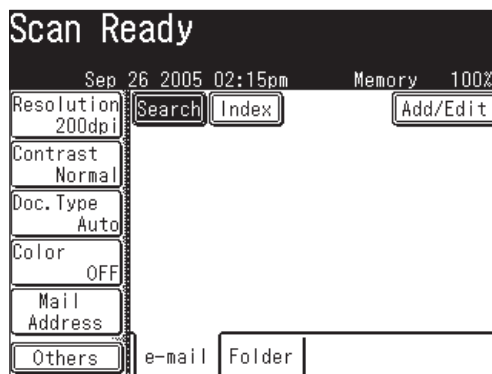 Scan Ready
Sep 26 2005 02:15pm Memory 100%
Resolution
200dpi
Search Index Add/Edit
Contrast
Normal
Doc.Type
Auto
Color
OFF
Mail
Address
Others e-mail Folder